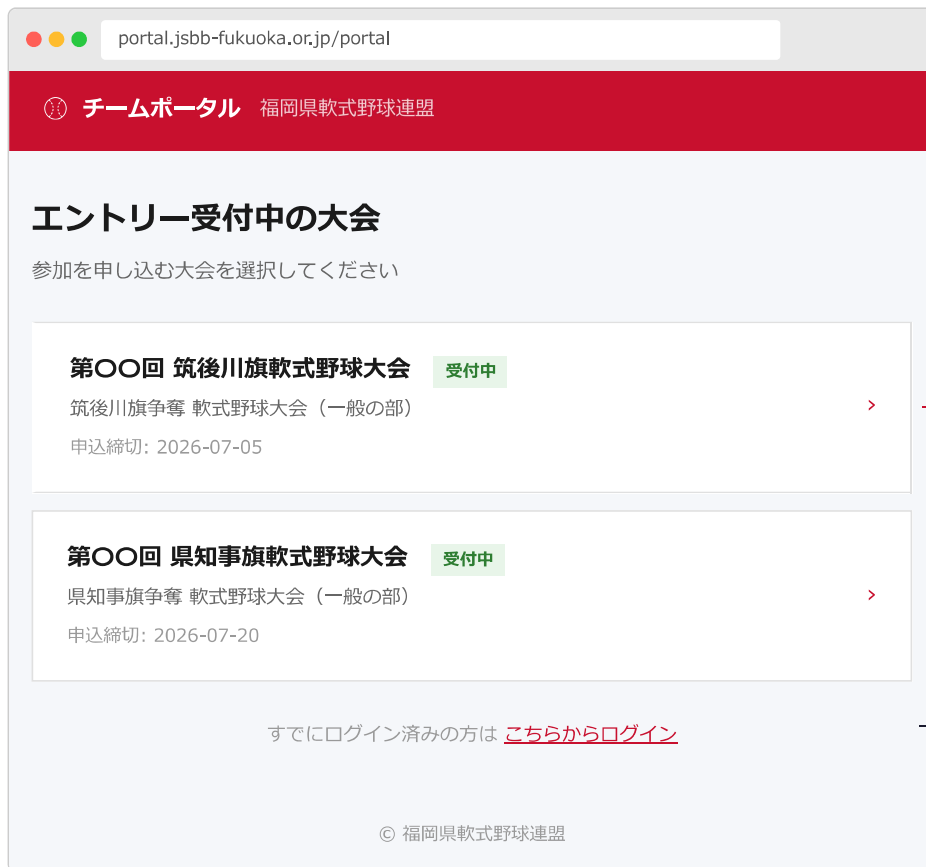 portal.jsbb-fukuoka.or.jp/portal
チームポータル 福岡県軟式野球連盟
エントリー受付中の大会
参加を申し込む大会を選択してください
第〇〇回 筑後川旗軟式野球大会 受付中
筑後川旗争奪 軟式野球大会（一般の部）
申込締切: 2026-07-05
第〇〇回 県知事旗軟式野球大会 受付中
県知事旗争奪 軟式野球大会（一般の部）
申込締切: 2026-07-20
すでにログイン済みの方は こちらからログイン
© 福岡県軟式野球連盟